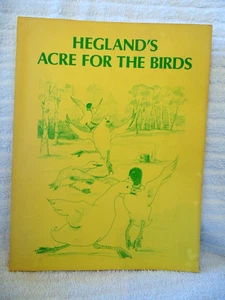 HEGLAND'S
ACRE FOR THE BIRDS